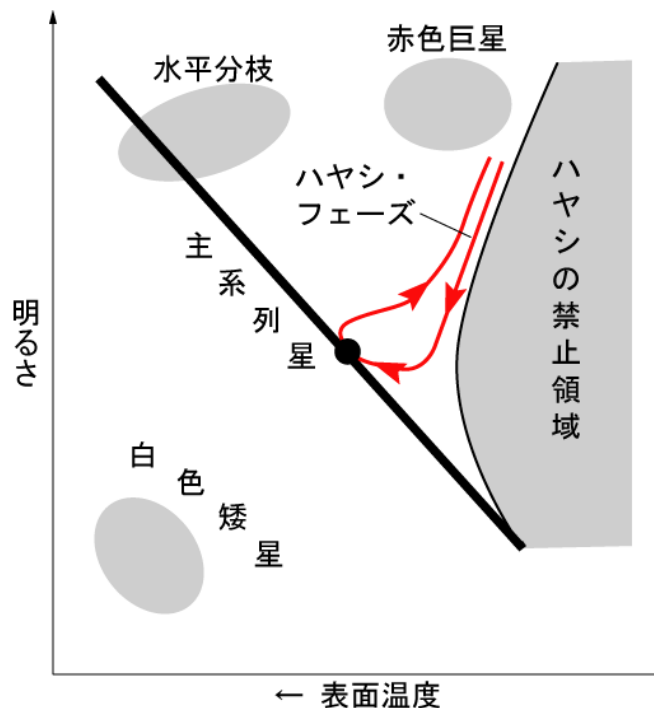 赤色巨星
水平分枝
ハヤシ・
フェーズ
ハヤシの禁止領域
主系列星
明るさ
白色矮星
← 表面温度